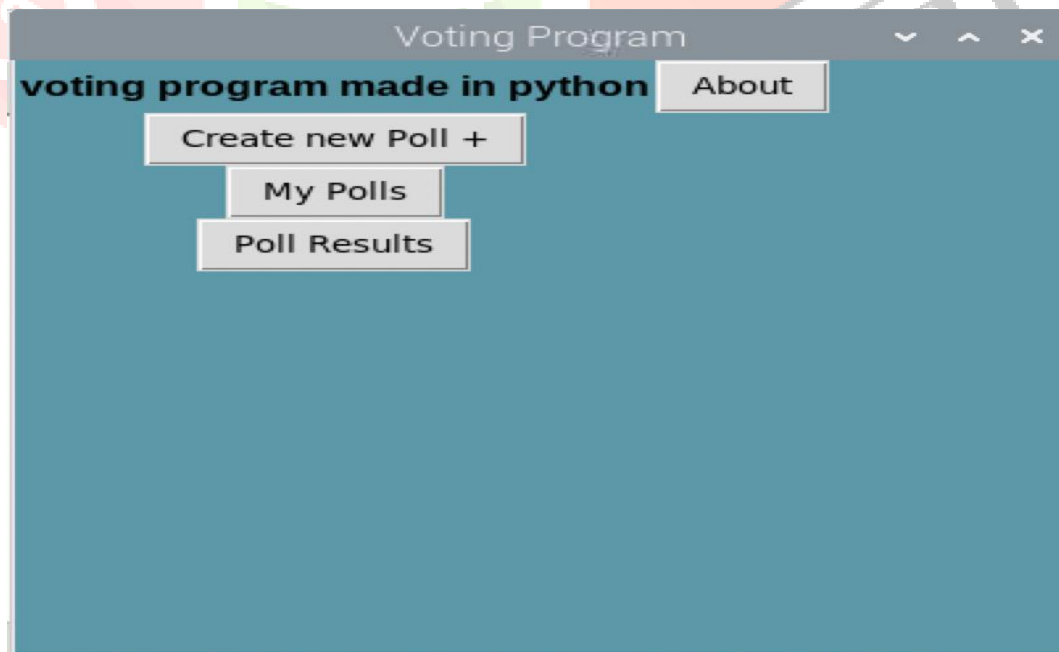 Voting Program
voting program made in python About
Create new Poll +
My Polls
Poll Results